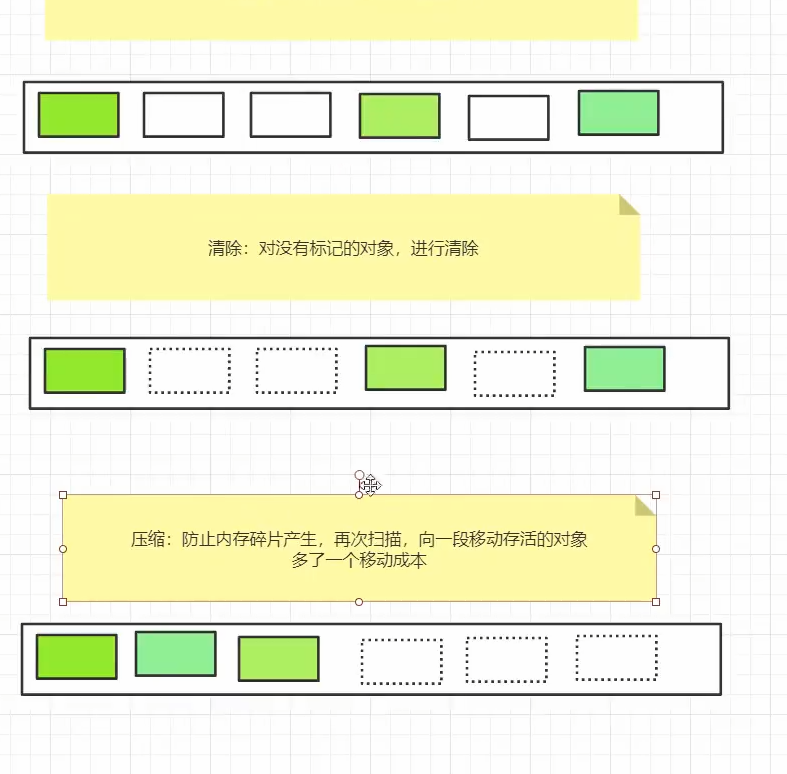 清除：对没有标记的对象，进行清除
压缩：防止内存碎片产生，再次扫描，向一段移动存活的对象
多了一个移动成本